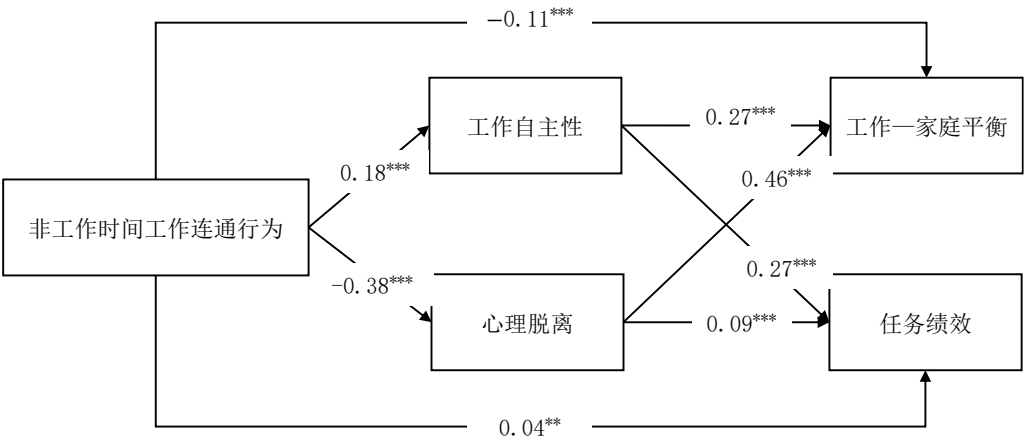 −0.11***
工作自主性
0.27***
工作—家庭平衡
0.18***
0.46***
非工作时间工作连通行为
-0.38***
0.27***
心理脱离
0.09***
任务绩效
0.04**